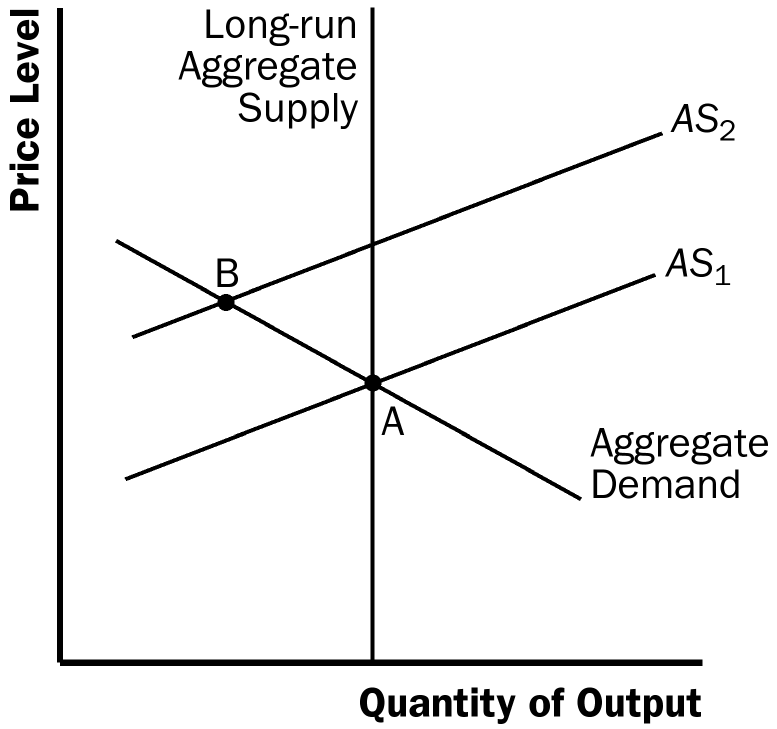 Price Level
Long-run
Aggregate
Supply
AS2
B
AS1
A
Aggregate
Demand
Quantity of Output